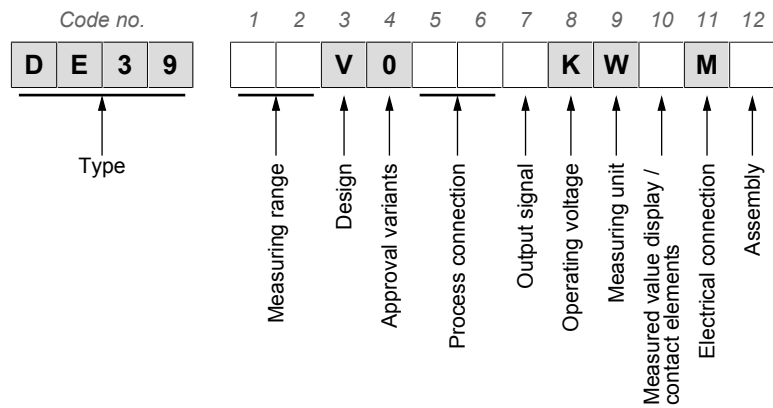 Code no. 1 2 3 4 5 6 7 8 9 10 11 12
D E 3 9 V 0 K W M
Type
Measuring range
Design
Approval variants
Process connection
Output signal
Operating voltage
Measuring unit
Measured value display /
contact elements
Electrical connection
Assembly